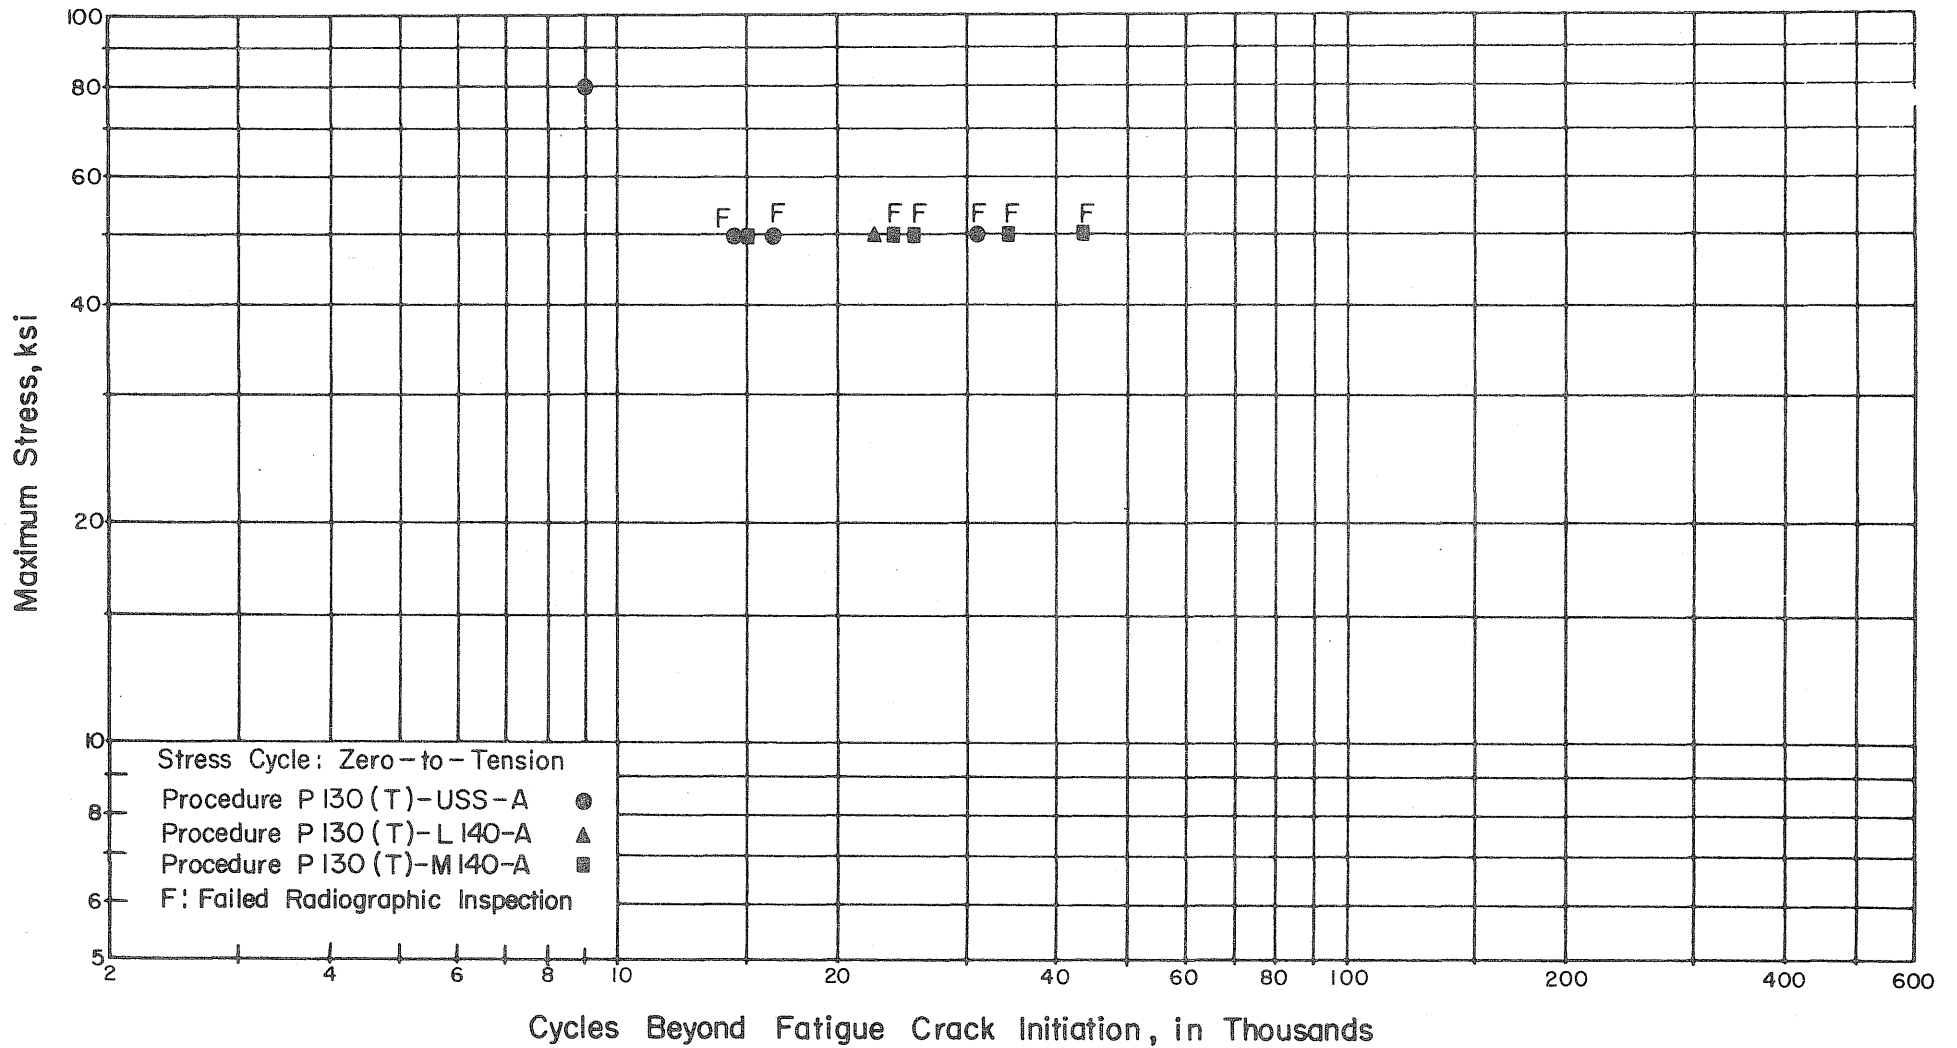 100
80
60
40
20
10
8
6
5
Maximum Stress, ksi
F F F F F F F
Stress Cycle: Zero-to-Tension
Procedure P130(T)-USS-A
Procedure P130(T)-L140-A
Procedure P130(T)-M140-A
F: Failed Radiographic Inspection
2 4 6 8 10 20 40 60 80 100 200 400 600
Cycles Beyond Fatigue Crack Initiation, in Thousands